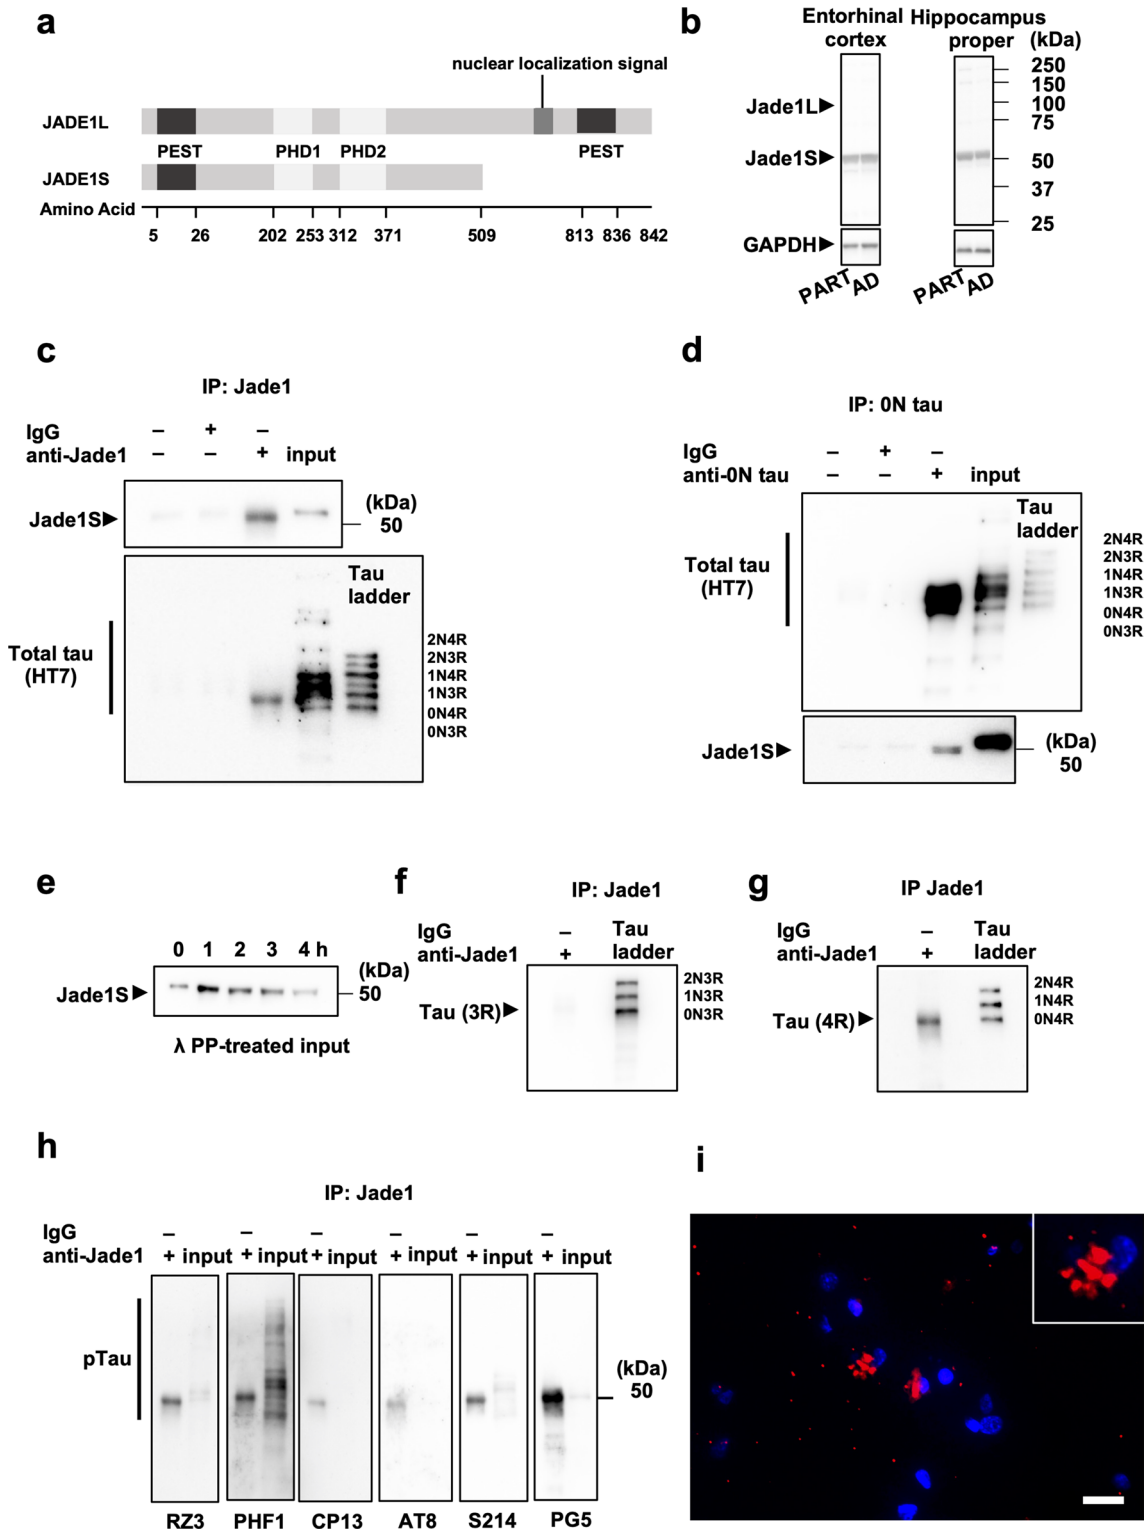 a
nuclear localization signal
JADE1L
PEST PHD1 PHD2 PEST
JADE1S
Amino Acid
5 26 202 253 312 371 509 813 836 842
b
Entorhinal cortex
Hippocampus proper
(kDa)
250
150
100
75
50
37
25
Jade1L
Jade1S
GAPDH
PART AD
PART AD
c
IP: Jade1
IgG – + –
anti-Jade1 – – + input
Jade1S
(kDa)
50
Tau
ladder
Total tau
(HT7)
2N4R
2N3R
1N4R
1N3R
0N4R
0N3R
d
IP: 0N tau
IgG – + –
anti-0N tau – – + input
Tau
ladder
Total tau
(HT7)
2N4R
2N3R
1N4R
1N3R
0N4R
0N3R
Jade1S
(kDa)
50
e
0 1 2 3 4 h
Jade1S
(kDa)
50
λ PP-treated input
f
IP: Jade1
IgG –
anti-Jade1 +
Tau
ladder
Tau (3R)
2N3R
1N3R
0N3R
g
IP Jade1
IgG –
anti-Jade1 +
Tau
ladder
Tau (4R)
2N4R
1N4R
0N4R
h
IP: Jade1
IgG – – – – – –
anti-Jade1 + input + input + input + input + input + input
pTau
(kDa)
50
RZ3 PHF1 CP13 AT8 S214 PG5
i